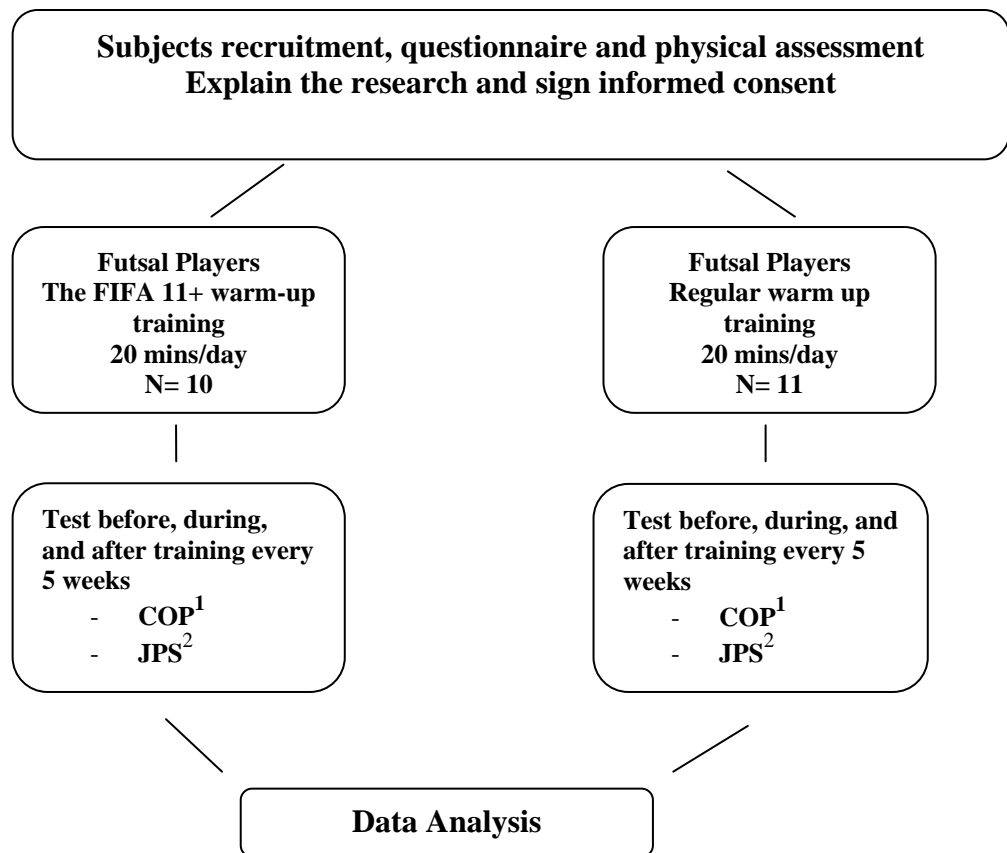 Subjects recruitment, questionnaire and physical assessment
Explain the research and sign informed consent
Futsal Players
The FIFA 11+ warm-up
training
20 mins/day
N= 10
Futsal Players
Regular warm up
training
20 mins/day
N= 11
Test before, during,
and after training every
5 weeks
- COP¹
- JPS²
Test before, during, and
after training every 5
weeks
- COP¹
- JPS²
Data Analysis